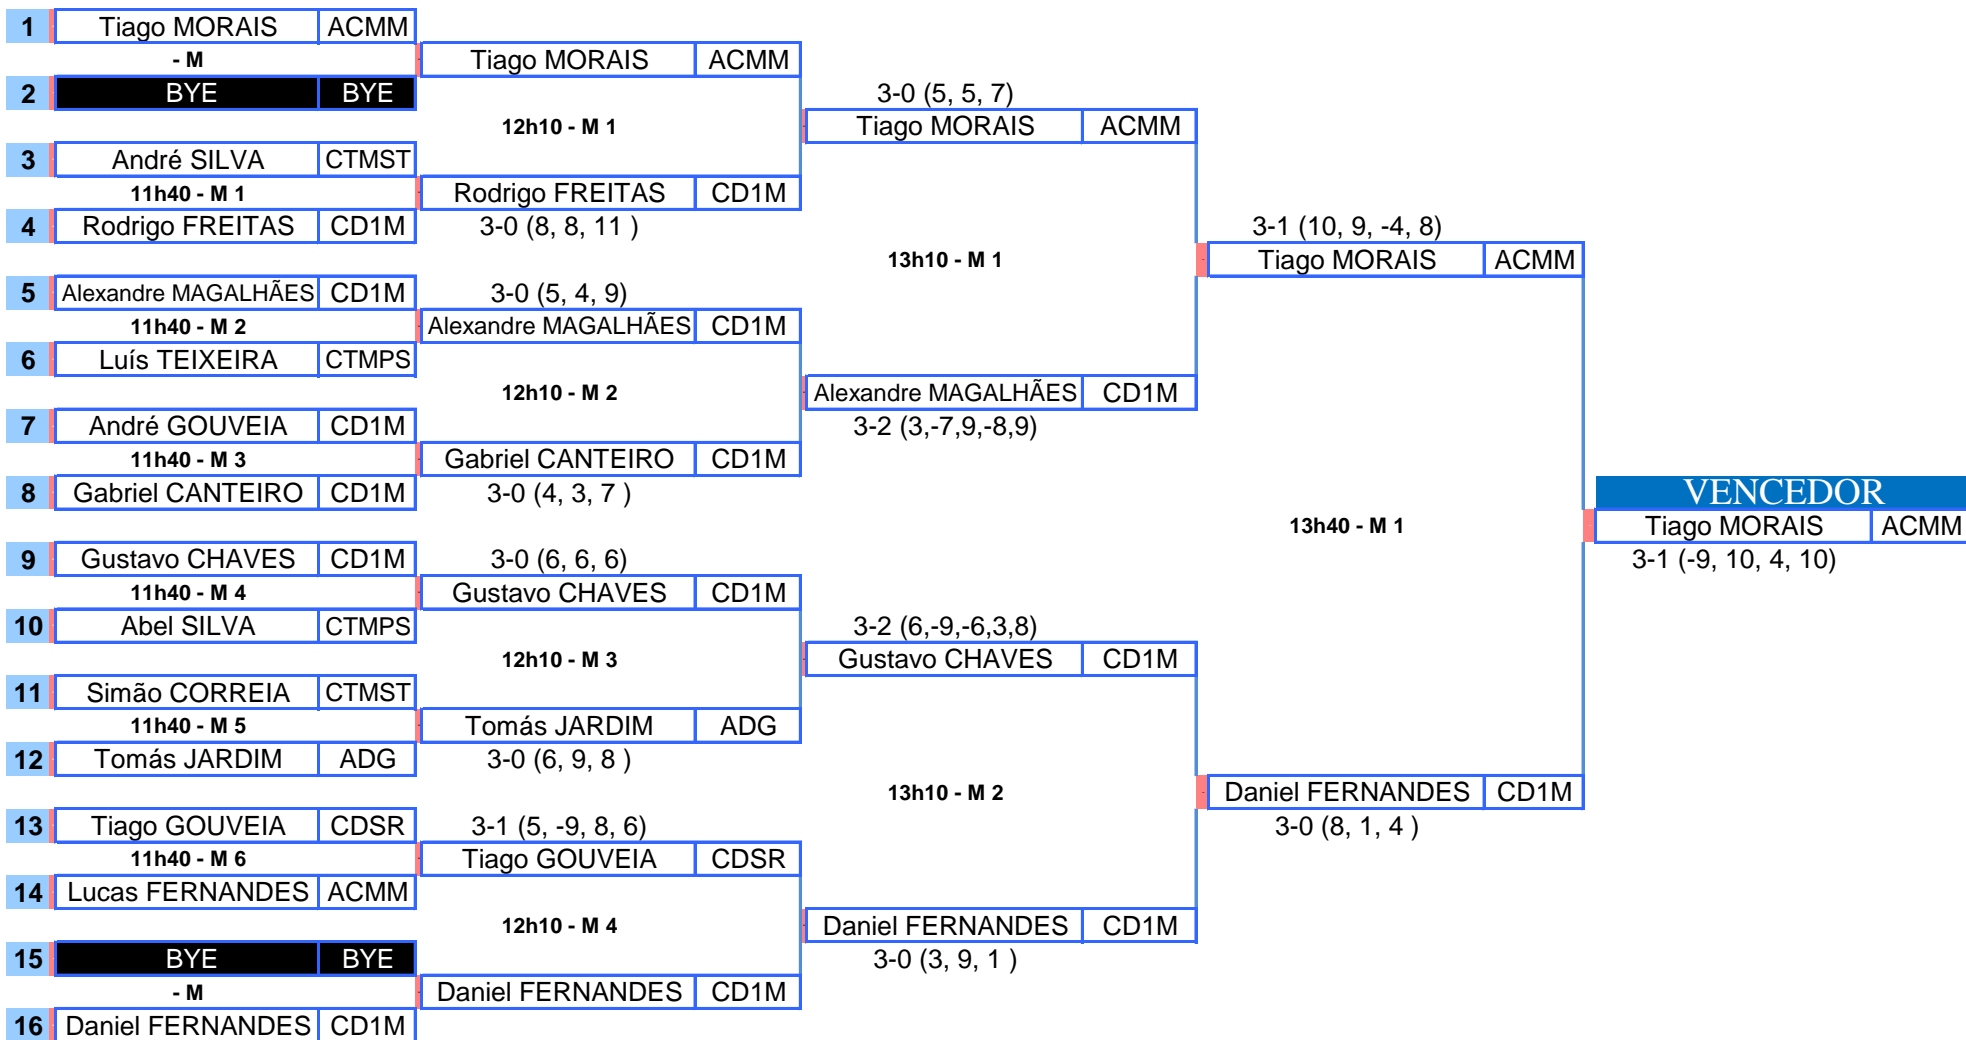 1 Tiago MORAIS ACMM
- M Tiago MORAIS ACMM
2 BYE BYE 3-0 (5, 5, 7)
12h10 - M 1 Tiago MORAIS ACMM
3 André SILVA CTMST
11h40 - M 1 Rodrigo FREITAS CD1M
4 Rodrigo FREITAS CD1M 3-0 (8, 8, 11 ) 3-1 (10, 9, -4, 8)
13h10 - M 1 Tiago MORAIS ACMM
5 Alexandre MAGALHÃES CD1M 3-0 (5, 4, 9)
11h40 - M 2 Alexandre MAGALHÃES CD1M
6 Luís TEIXEIRA CTMPS
12h10 - M 2 Alexandre MAGALHÃES CD1M
7 André GOUVEIA CD1M 3-2 (3,-7,9,-8,9)
11h40 - M 3 Gabriel CANTEIRO CD1M
8 Gabriel CANTEIRO CD1M 3-0 (4, 3, 7 ) VENCEDOR
13h40 - M 1 Tiago MORAIS ACMM
9 Gustavo CHAVES CD1M 3-0 (6, 6, 6) 3-1 (-9, 10, 4, 10)
11h40 - M 4 Gustavo CHAVES CD1M
10 Abel SILVA CTMPS 3-2 (6,-9,-6,3,8)
12h10 - M 3 Gustavo CHAVES CD1M
11 Simão CORREIA CTMST
11h40 - M 5 Tomás JARDIM ADG
12 Tomás JARDIM ADG 3-0 (6, 9, 8 )
13h10 - M 2 Daniel FERNANDES CD1M
13 Tiago GOUVEIA CDSR 3-1 (5, -9, 8, 6) 3-0 (8, 1, 4 )
11h40 - M 6 Tiago GOUVEIA CDSR
14 Lucas FERNANDES ACMM
12h10 - M 4 Daniel FERNANDES CD1M
15 BYE BYE 3-0 (3, 9, 1 )
- M Daniel FERNANDES CD1M
16 Daniel FERNANDES CD1M